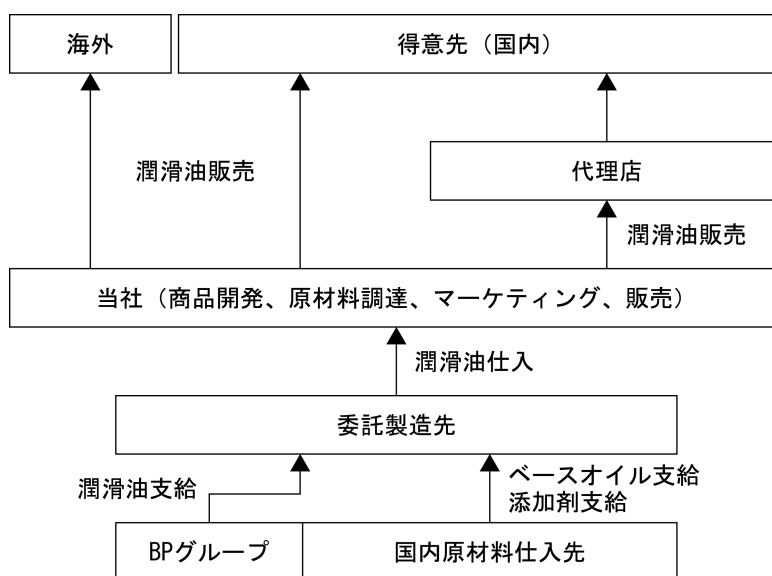 海外
得意先（国内）
潤滑油販売
代理店
潤滑油販売
当社（商品開発、原材料調達、マーケティング、販売）
潤滑油仕入
委託製造先
潤滑油支給
ベースオイル支給
添加剤支給
BPグループ
国内原材料仕入先